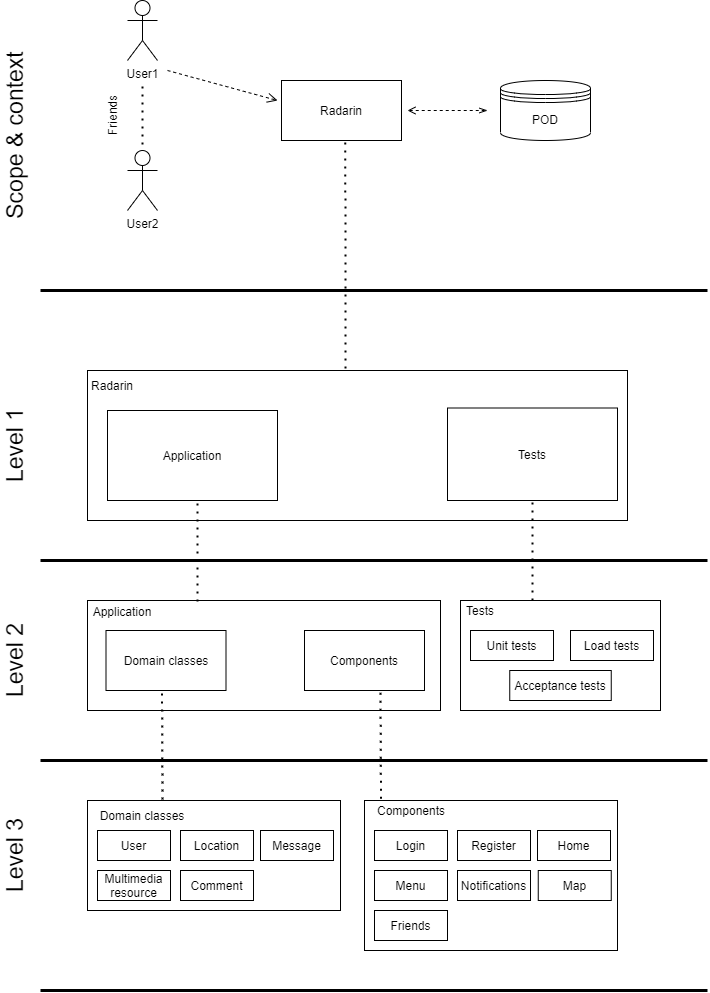 Scope & context
User1
Friends
User2
Radarin
POD
Level 1
Radarin
Application
Tests
Level 2
Application
Domain classes
Components
Tests
Unit tests
Load tests
Acceptance tests
Level 3
Domain classes
User
Location
Message
Multimedia
resource
Comment
Components
Login
Register
Home
Menu
Notifications
Map
Friends